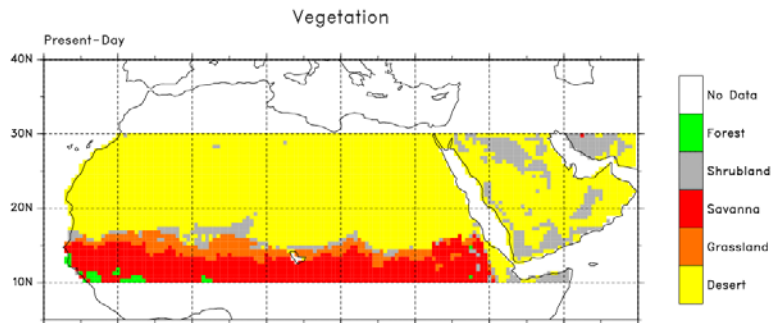 Vegetation
Present-Day
40N
30N
20N
10N
No Data
Forest
Shrubland
Savanna
Grassland
Desert